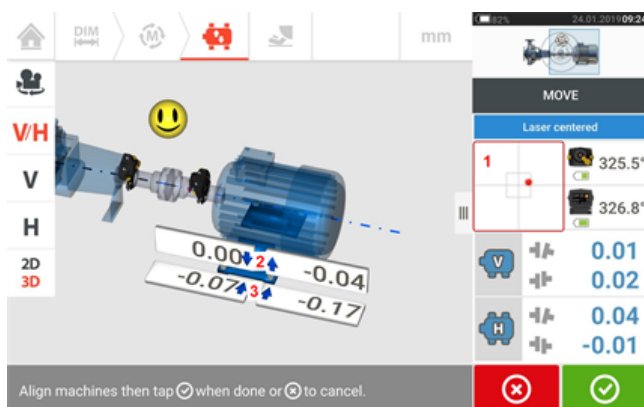 DIM
M
mm
82%
24.01.2019 09:24
MOVE
Laser centered
1
325.5°
326.8°
V/H
V
H
2D
3D
0.00
2
-0.04
-0.07
3
-0.17
V
0.01
0.02
H
0.04
-0.01
Align machines then tap when done or to cancel.